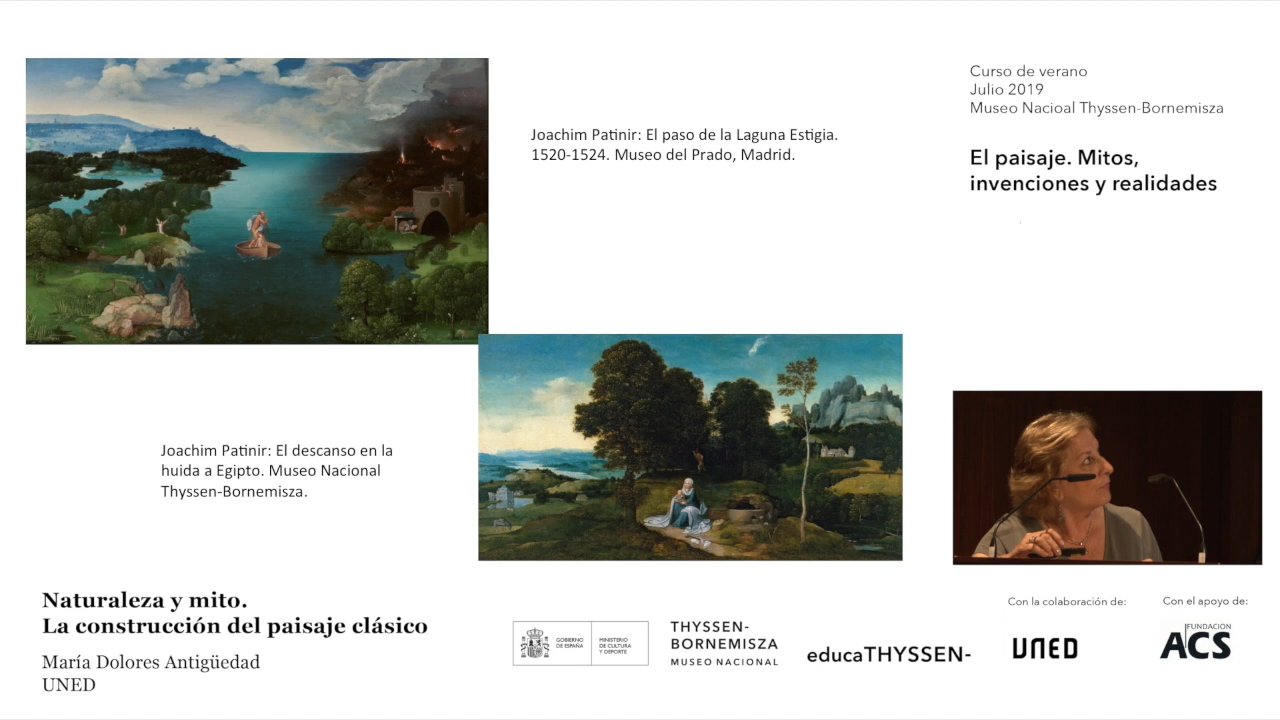 Curso de verano
Julio 2019
Museo Nacioal Thyssen-Bornemisza
El paisaje. Mitos,
invenciones y realidades
Joachim Patinir: El paso de la Laguna Estigia.
1520-1524. Museo del Prado, Madrid.
Joachim Patinir: El descanso en la
huida a Egipto. Museo Nacional
Thyssen-Bornemisza.
Naturaleza y mito.
La construcción del paisaje clásico
María Dolores Antigüedad
UNED
GOBIERNO
DE ESPAÑA
MINISTERIO
DE CULTURA
Y DEPORTE
THYSSEN-
BORNEMISZA
MUSEO NACIONAL
educaTHYSSEN-
Con la colaboración de:
UNED
Con el apoyo de:
FUNDACIÓN
ACS